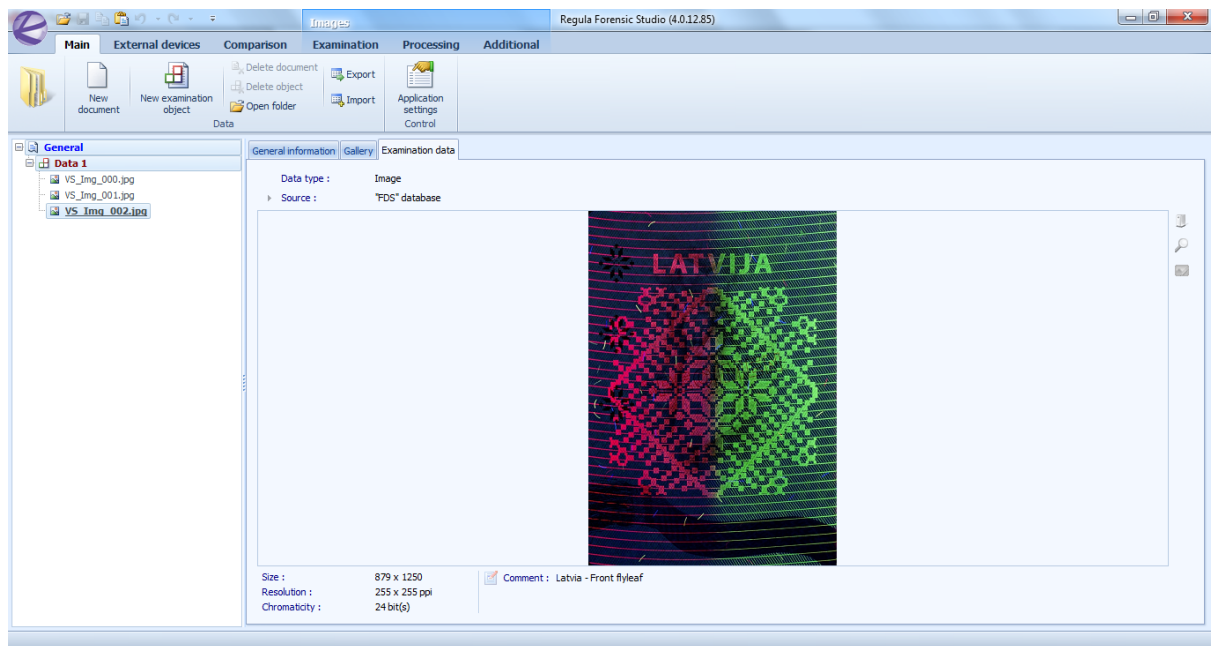 Images
Regula Forensic Studio (4.0.12.85)
Main External devices Comparison Examination Processing Additional
New document
New examination object
Delete document
Delete object
Open folder
Export
Import
Application settings
Data
Control
General
Data 1
VS_Img_000.jpg
VS_Img_001.jpg
VS_Img_002.jpg
General information Gallery Examination data
Data type : Image
Source : "FDS" database
LATVIJA
Size : 879 x 1250
Resolution : 255 x 255 ppi
Chromaticity : 24 bit(s)
Comment : Latvia - Front flyleaf